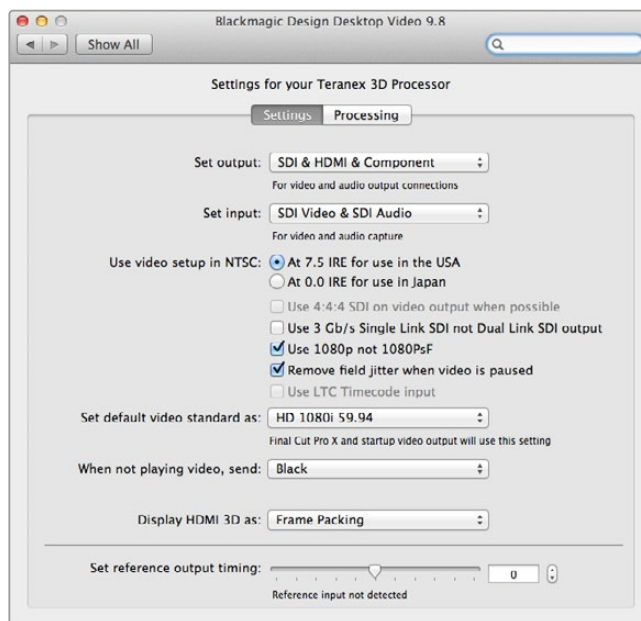 Blackmagic Design Desktop Video 9.8
Show All
Settings for your Teranex 3D Processor
Settings Processing
Set output: SDI & HDMI & Component
For video and audio output connections
Set input: SDI Video & SDI Audio
For video and audio capture
Use video setup in NTSC: At 7.5 IRE for use in the USA
At 0.0 IRE for use in Japan
Use 4:4:4 SDI on video output when possible
Use 3 Gb/s Single Link SDI not Dual Link SDI output
Use 1080p not 1080PsF
Remove field jitter when video is paused
Use LTC Timecode input
Set default video standard as: HD 1080i 59.94
Final Cut Pro X and startup video output will use this setting
When not playing video, send: Black
Display HDMI 3D as: Frame Packing
Set reference output timing: 0
Reference input not detected